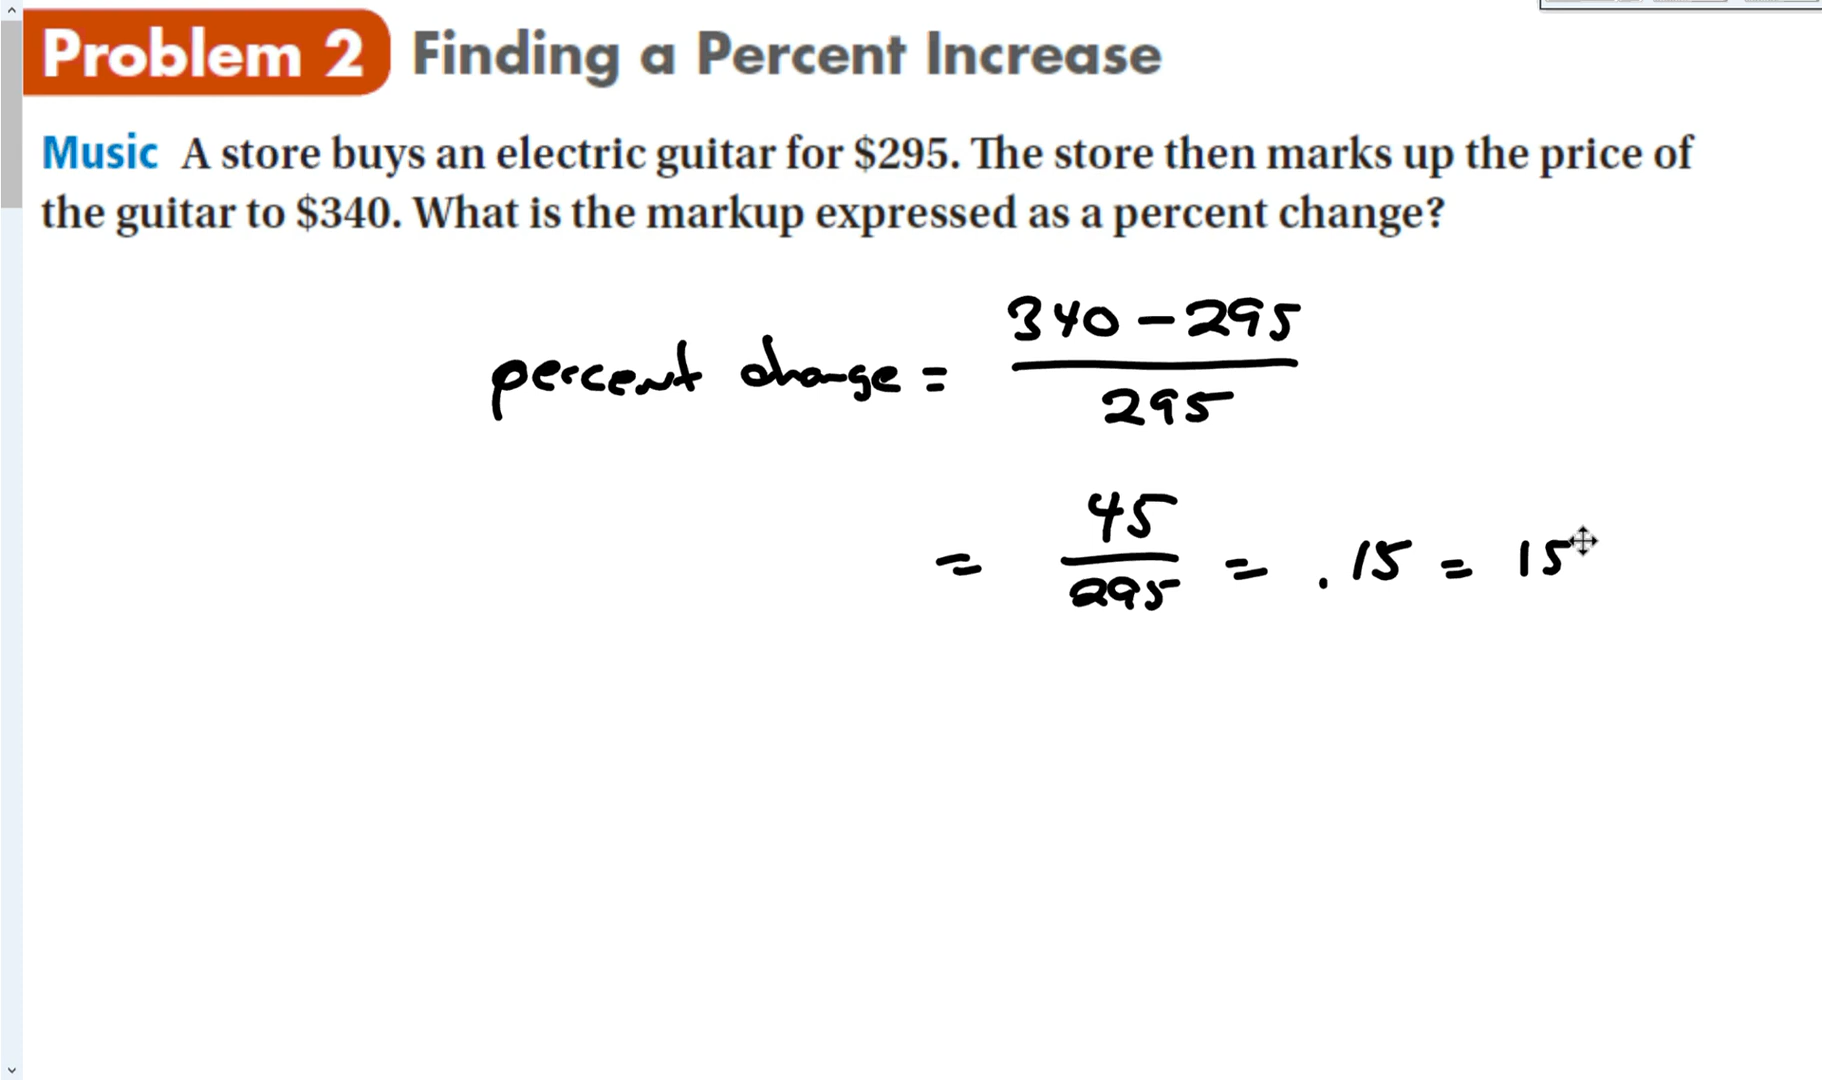 Problem 2 Finding a Percent Increase
Music A store buys an electric guitar for $295. The store then marks up the price of
the guitar to $340. What is the markup expressed as a percent change?
percent change = 340 - 295
295
= 45 = .15 = 15
295